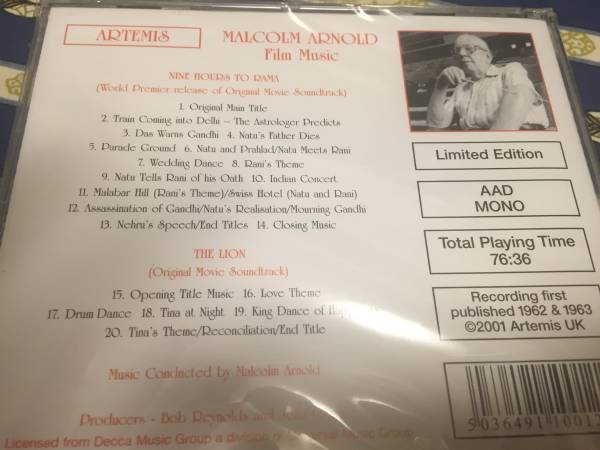 ARTEMIS
MALCOLM ARNOLD
Film Music
NINE HOURS TO RAMA
(World Premier release of Original Movie Soundtrack)
1. Original Main Title
2. Train Coming into Delhi – The Astrologer Predicts
3. Das Warns Gandhi 4. Natu's Father Dies
5. Parade Ground 6. Natu and Prahlad/Natu Meets Rani
7. Wedding Dance 8. Rani's Theme
9. Natu Tells Rani of his Oath 10. Indian Concert
11. Malabar Hill (Rani's Theme)/Swiss Hotel (Natu and Rani)
12. Assassination of Gandhi/Natu's Realisation/Mourning Gandhi
13. Nehru's Speech/End Titles 14. Closing Music
THE LION
(Original Movie Soundtrack)
15. Opening Title Music 16. Love Theme
17. Drum Dance 18. Tina at Night 19. King Dance of
20. Tina's Theme/Reconciliation/End Title
Music Conducted by Malcolm Arnold
Producers - Bob Reynolds and
Licensed from Decca Music Group a division of Universal Music Group
Limited Edition
AAD
MONO
Total Playing Time
76:36
Recording first
published 1962 & 1963
©2001 Artemis UK
5 036491 10012